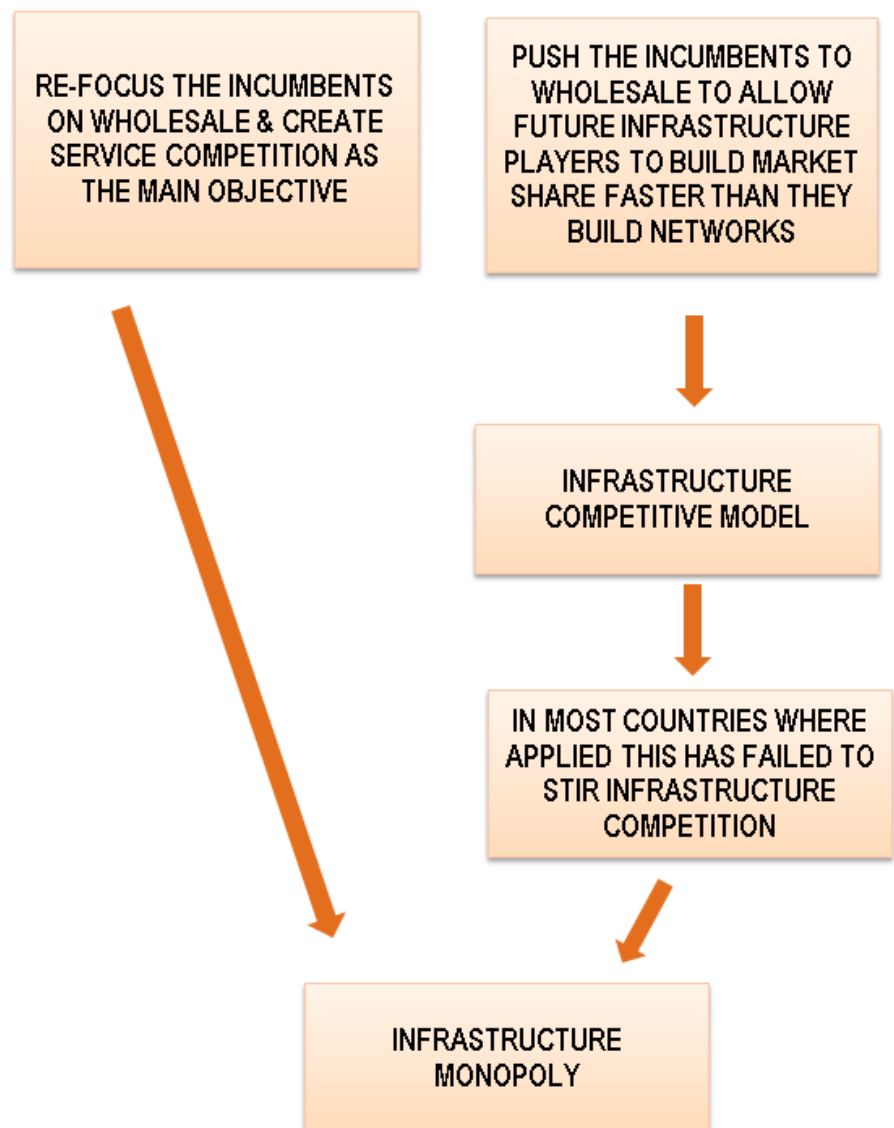 RE-FOCUS THE INCUMBENTS
ON WHOLESALE & CREATE
SERVICE COMPETITION AS
THE MAIN OBJECTIVE
PUSH THE INCUMBENTS TO
WHOLESALE TO ALLOW
FUTURE INFRASTRUCTURE
PLAYERS TO BUILD MARKET
SHARE FASTER THAN THEY
BUILD NETWORKS
INFRASTRUCTURE
COMPETITIVE MODEL
IN MOST COUNTRIES WHERE
APPLIED THIS HAS FAILED TO
STIR INFRASTRUCTURE
COMPETITION
INFRASTRUCTURE
MONOPOLY